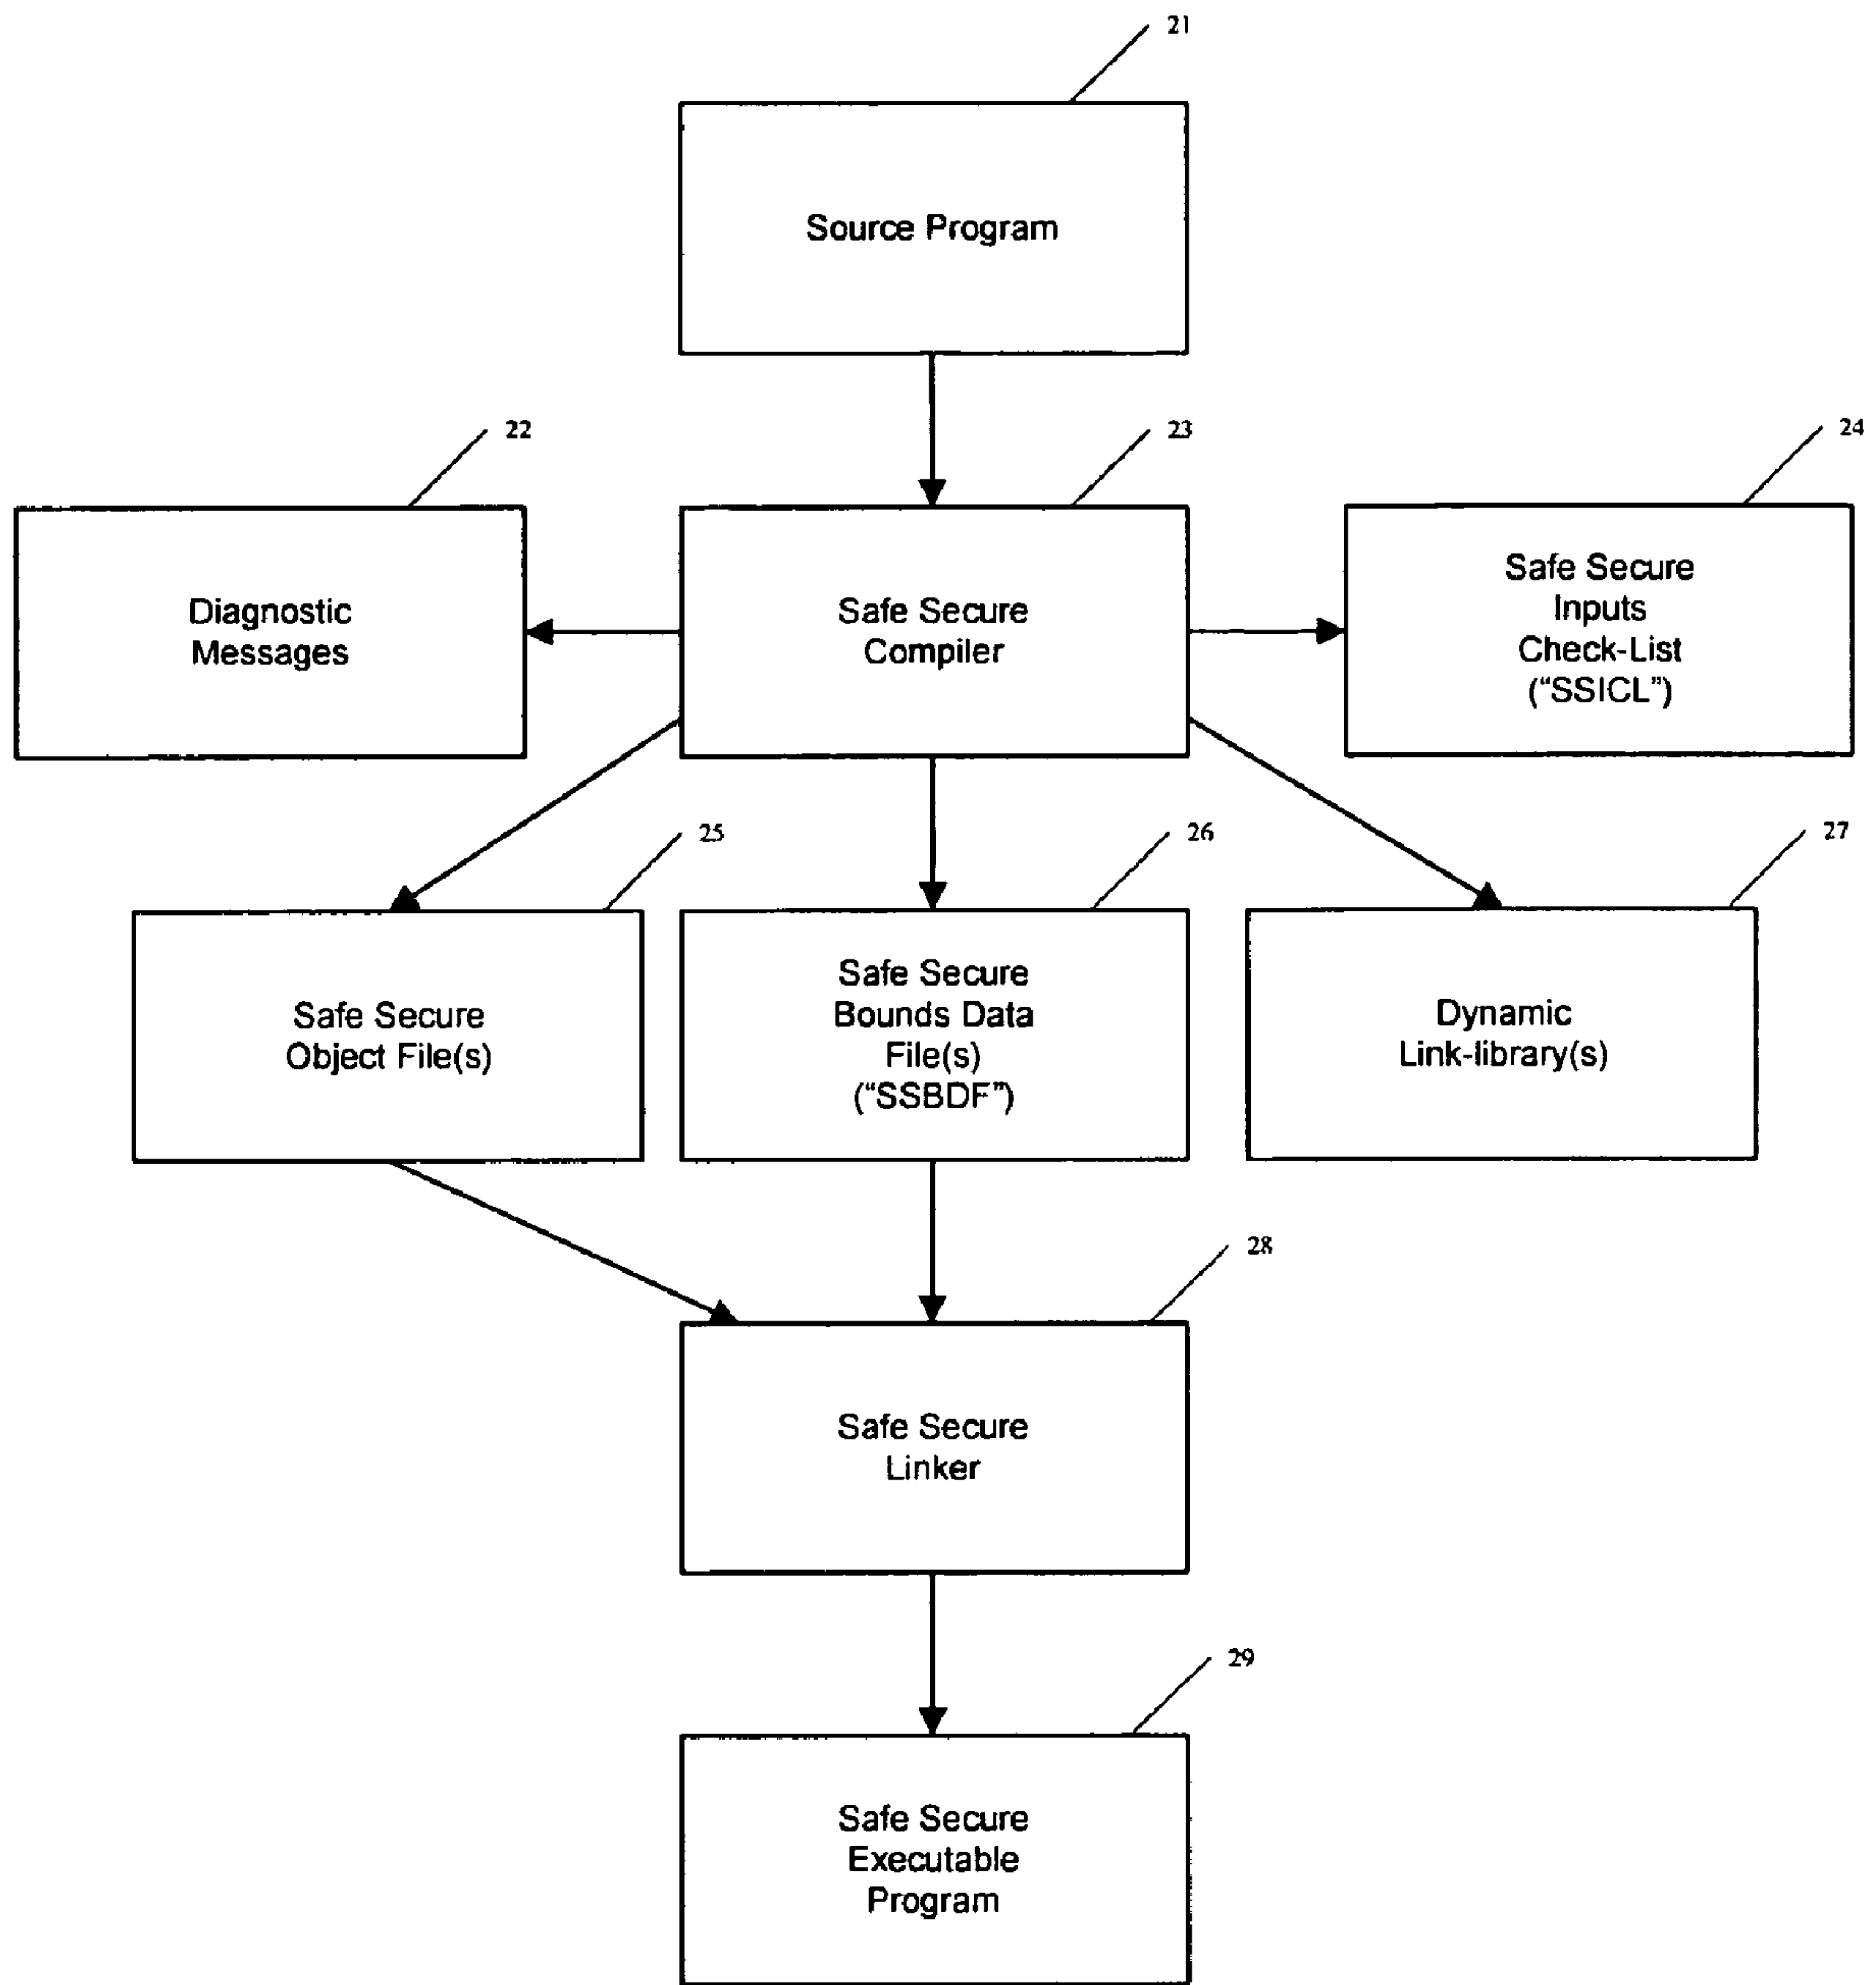 21
Source Program
22
23
24
Diagnostic
Messages
Safe Secure
Compiler
Safe Secure
Inputs
Check-List
(“SSICL”)
25
26
27
Safe Secure
Object File(s)
Safe Secure
Bounds Data
File(s)
(“SSBDF”)
Dynamic
Link-library(s)
28
Safe Secure
Linker
29
Safe Secure
Executable
Program